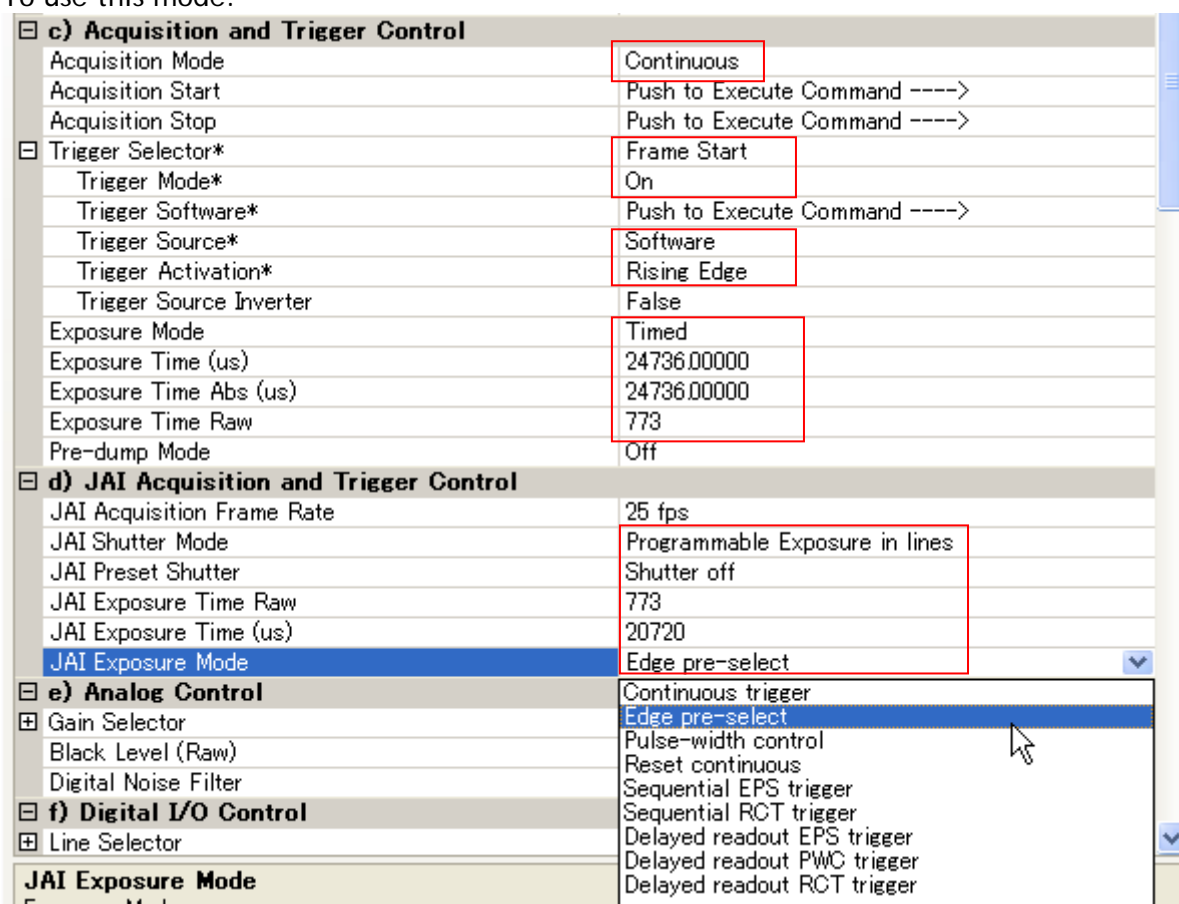 To use this mode:
c) Acquisition and Trigger Control
Acquisition Mode Continuous
Acquisition Start Push to Execute Command ---->
Acquisition Stop Push to Execute Command ---->
Trigger Selector* Frame Start
Trigger Mode* On
Trigger Software* Push to Execute Command ---->
Trigger Source* Software
Trigger Activation* Rising Edge
Trigger Source Inverter False
Exposure Mode Timed
Exposure Time (us) 24736.00000
Exposure Time Abs (us) 24736.00000
Exposure Time Raw 773
Pre-dump Mode Off
d) JAI Acquisition and Trigger Control
JAI Acquisition Frame Rate 25 fps
JAI Shutter Mode Programmable Exposure in lines
JAI Preset Shutter Shutter off
JAI Exposure Time Raw 773
JAI Exposure Time (us) 20720
JAI Exposure Mode Edge pre-select
e) Analog Control
Gain Selector
Black Level (Raw)
Digital Noise Filter
f) Digital I/O Control
Line Selector
Continuous trigger
Edge pre-select
Pulse-width control
Reset continuous
Sequential EPS trigger
Sequential RCT trigger
Delayed readout EPS trigger
Delayed readout PWC trigger
Delayed readout RCT trigger
JAI Exposure Mode